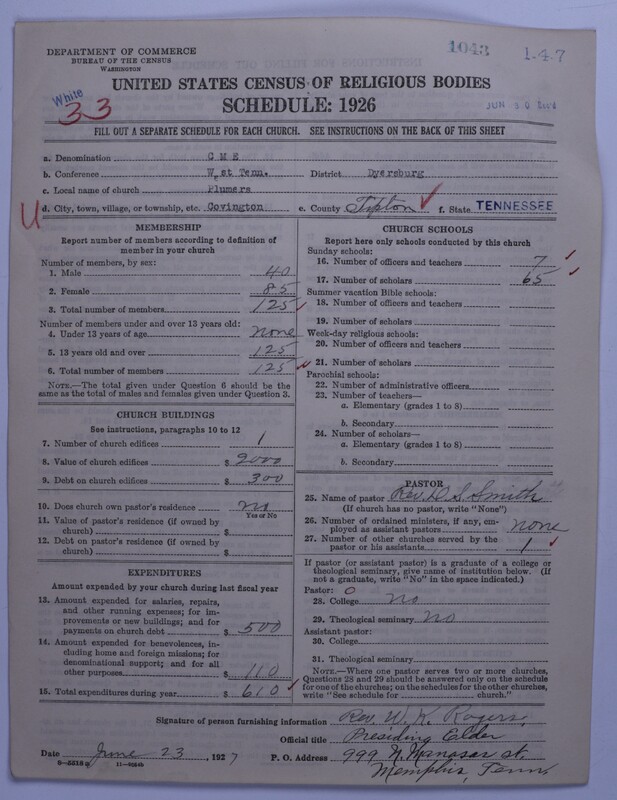 DEPARTMENT OF COMMERCE
BUREAU OF THE CENSUS
WASHINGTON
1043
1-4-7
UNITED STATES CENSUS OF RELIGIOUS BODIES
SCHEDULE: 1926
White
33
JUN 30
FILL OUT A SEPARATE SCHEDULE FOR EACH CHURCH. SEE INSTRUCTIONS ON THE BACK OF THIS SHEET
a. Denomination C M E
b. Conference West Tenn. District Dyersburg
c. Local name of church Plumers
U d. City, town, village, or township, etc. Covington e. County Tipton f. State TENNESSEE
MEMBERSHIP
Report number of members according to definition of
member in your church
Number of members, by sex:
1. Male 40
2. Female 85
3. Total number of members 125
Number of members under and over 13 years old:
4. Under 13 years of age none
5. 13 years old and over 125
6. Total number of members 125
NOTE.—The total given under Question 6 should be
same as the total of males and females given under Question 3.
CHURCH BUILDINGS
See instructions, paragraphs 10 to 12
7. Number of church edifices 1
8. Value of church edifices $ 2000
9. Debt on church edifices $ 300
10. Does church own pastor's residence? no
Yes or No
11. Value of pastor's residence (if owned by
church) $
12. Debt on pastor's residence (if owned by
church) $
EXPENDITURES
Amount expended by your church during last fiscal year
13. Amount expended for salaries, repairs,
and other running expenses; for im-
provements or new buildings; and for
payments on church debt $ 500
14. Amount expended for benevolences, in-
cluding home and foreign missions; for
denominational support; and for all
other purposes $ 110
15. Total expenditures during year $ 610
CHURCH SCHOOLS
Report here only schools conducted by this church
Sunday schools:
16. Number of officers and teachers 7
17. Number of scholars 65
Summer vacation Bible schools:
18. Number of officers and teachers
19. Number of scholars
Week-day religious schools:
20. Number of officers and teachers
21. Number of scholars
Parochial schools:
22. Number of administrative officers
23. Number of teachers—
a. Elementary (grades 1 to 8)
b. Secondary
24. Number of scholars—
a. Elementary (grades 1 to 8)
b. Secondary
PASTOR
25. Name of pastor Rev. D. S. Smith
(If church has no pastor, write "None")
26. Number of ordained ministers, if any, em-
ployed as assistant pastors none
27. Number of other churches served by the
pastor or his assistants 1
If pastor (or assistant pastor) is a graduate of a college or
theological seminary, give name of institution below. (If
not a graduate, write "No" in the space indicated.)
Pastor: O
28. College no
29. Theological seminary no
Assistant pastor:
30. College
31. Theological seminary
NOTE.—Where one pastor serves two or more churches,
Questions 28 and 29 should be answered only on the schedule
for one of the churches; on the schedules for the other churches,
write "See schedule for church."
Signature of person furnishing information Rev. W. K. Rogers,
Official title Presiding Elder
Date June 23, 1927 P. O. Address 999 N. Manasas st.
Memphis, Tenn.